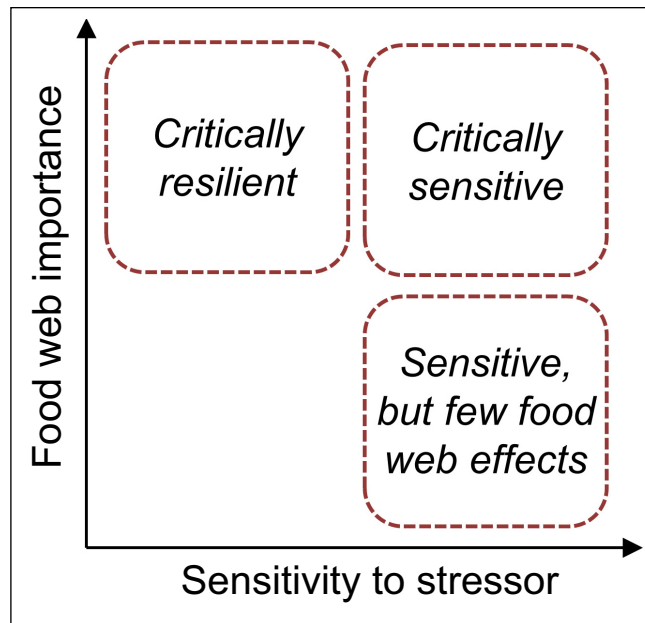 Food web importance
Critically
resilient
Critically
sensitive
Sensitive,
but few food
web effects
Sensitivity to stressor